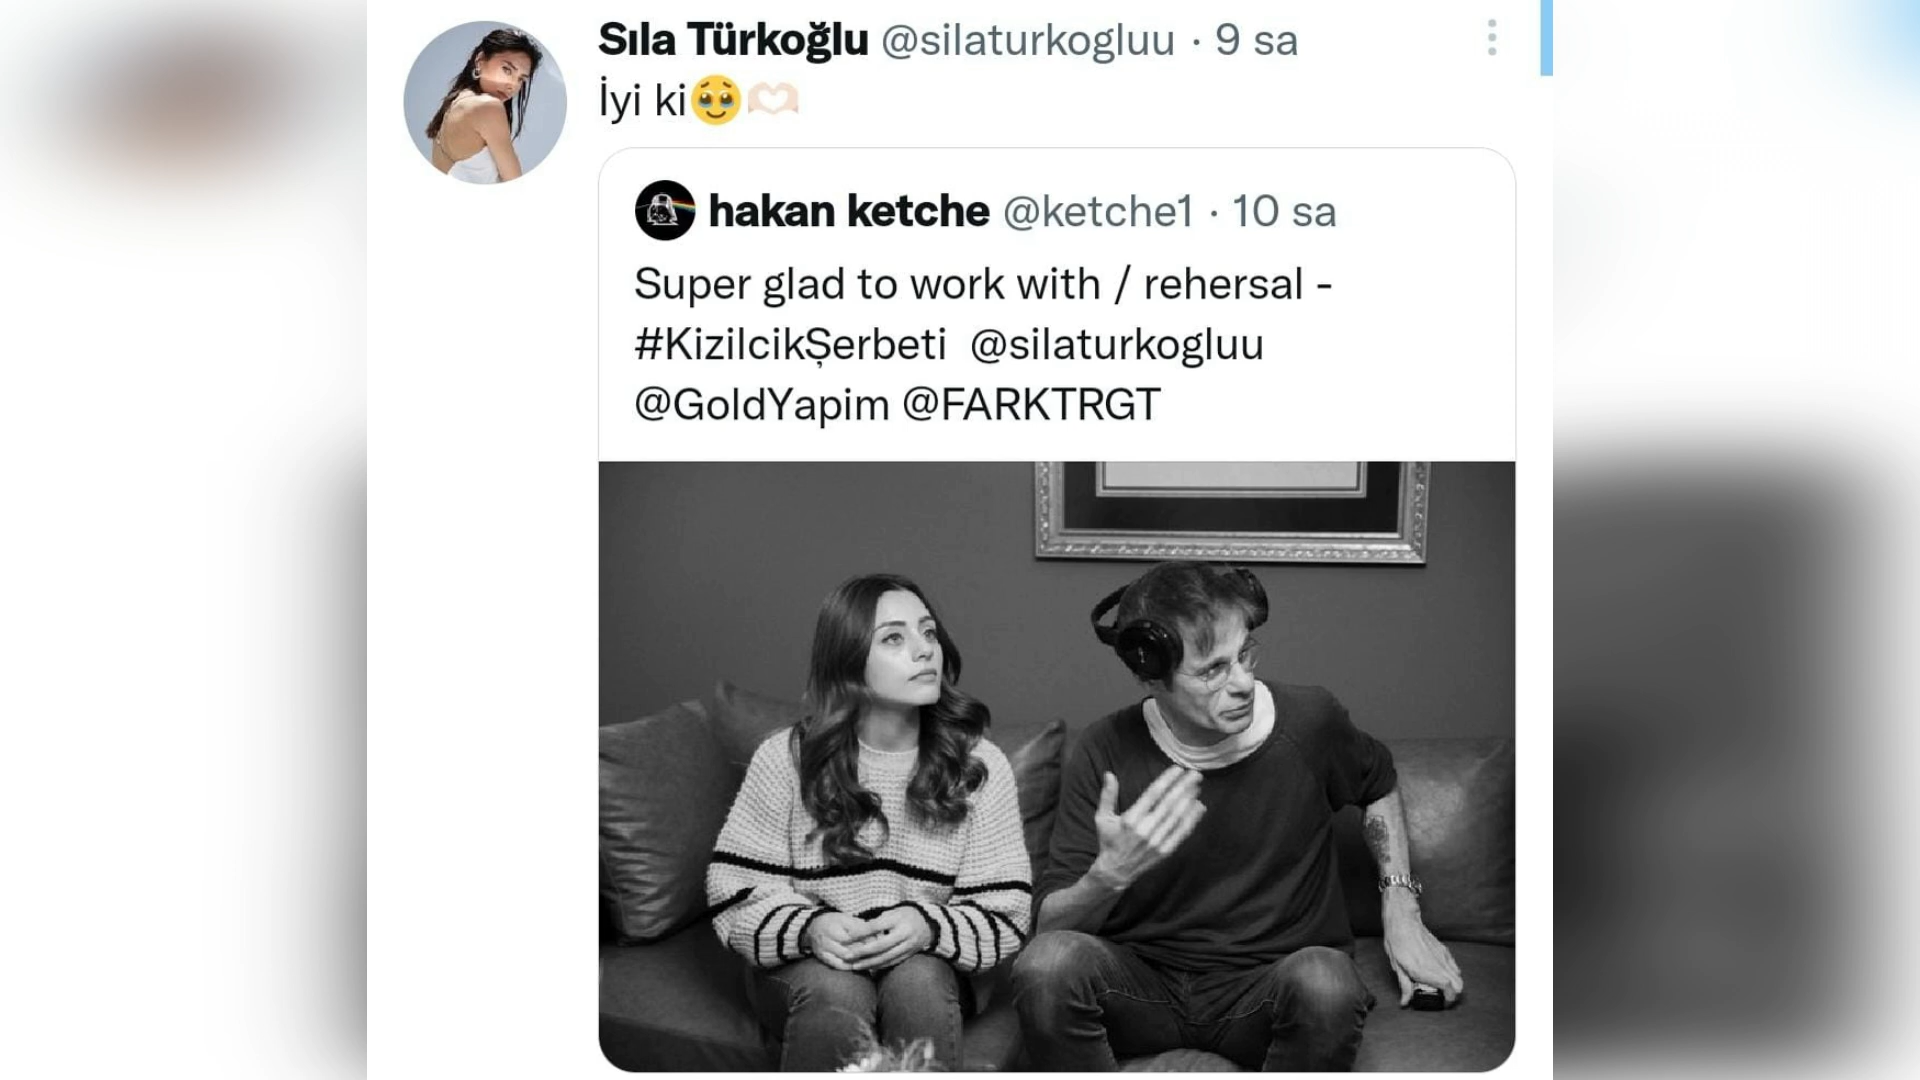 Sıla Türkoğlu @silaturkogluu · 9 sa
İyi ki🥹🫶🏻
hakan ketche @ketche1 · 10 sa
Super glad to work with / rehersal -
#KizilcikŞerbeti @silaturkogluu
@GoldYapim @FARKTRGT